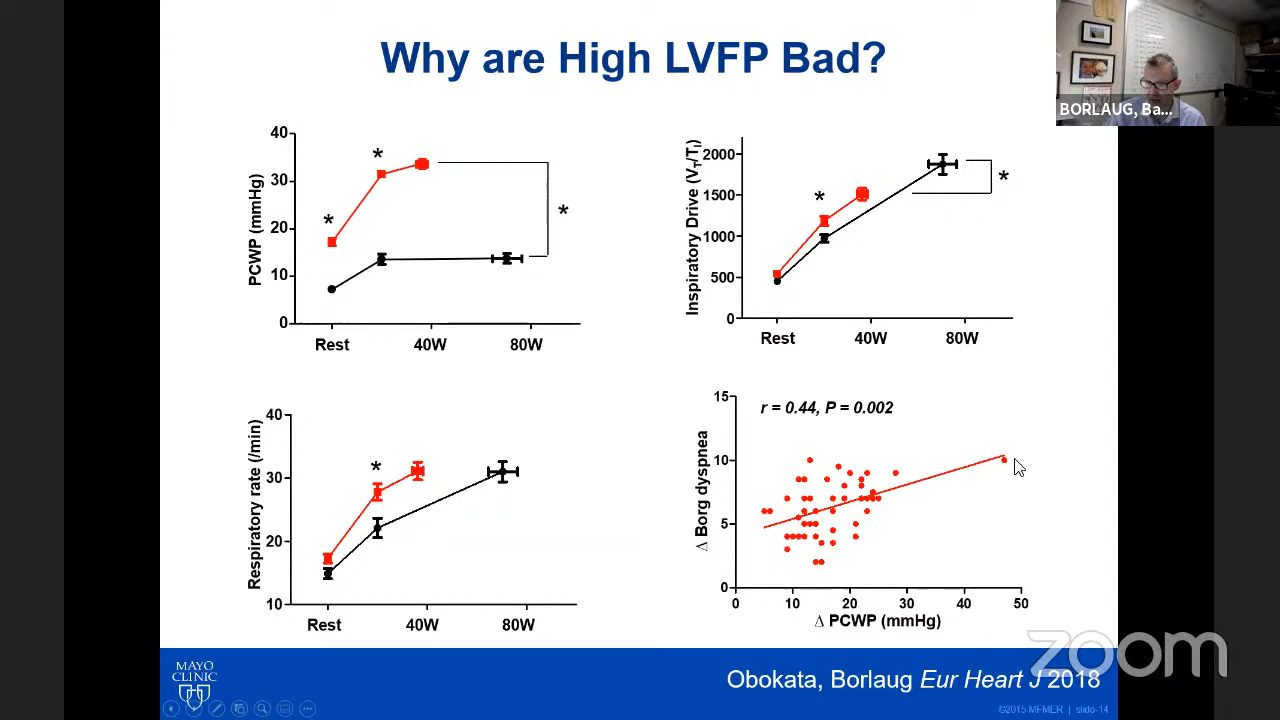 Why are High LVFP Bad?
BORLAUG, Ba...
40
30
20
10
0
PCWP (mmHg)
*
*
*
Rest
40W
80W
2000
1500
1000
500
0
Inspiratory Drive (VT/TI)
*
*
Rest
40W
80W
40
30
20
10
Respiratory rate (/min)
*
Rest
40W
80W
15
10
5
0
Δ Borg dyspnea
r = 0.44, P = 0.002
0
10
20
30
40
50
Δ PCWP (mmHg)
zoom
MAYO
CLINIC
Obokata, Borlaug Eur Heart J 2018
©2015 MFMER | slide-14